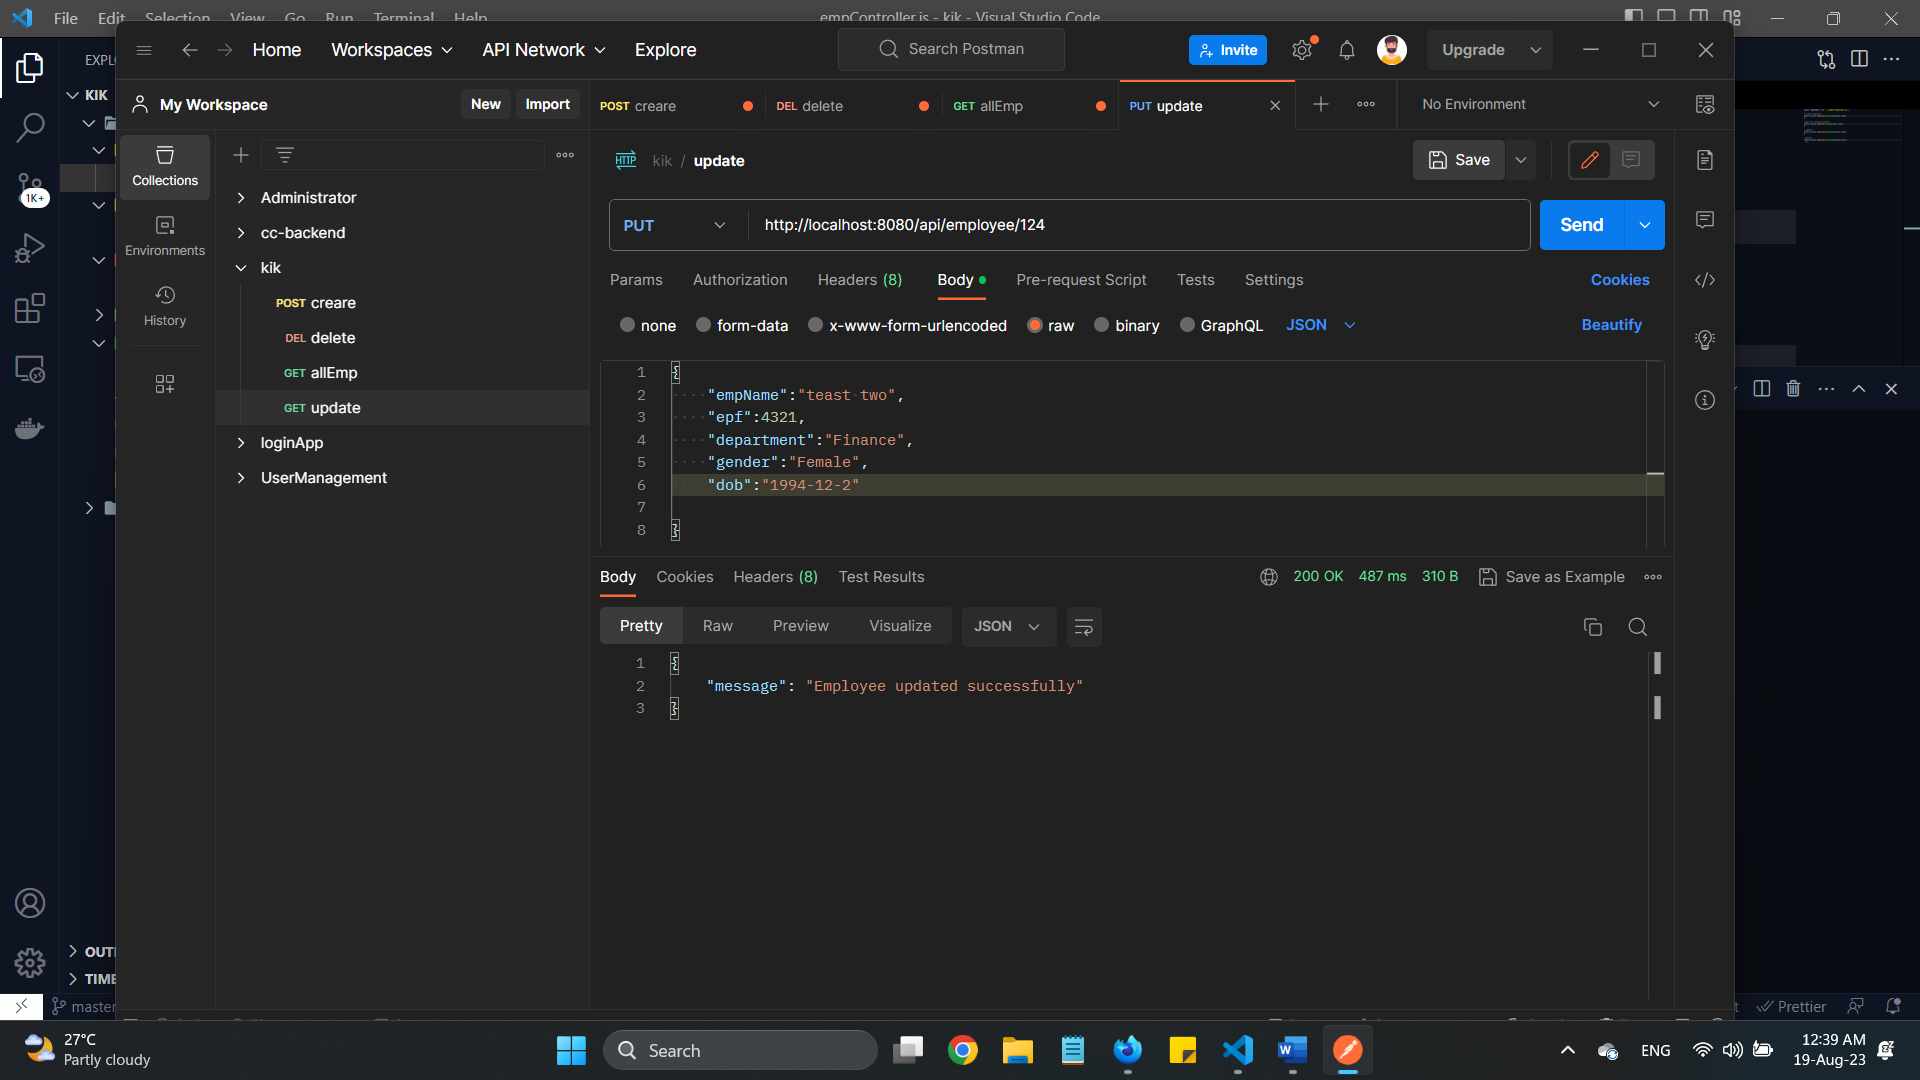 File Edit Selection View Go Run Terminal Help
empController.js - kik - Visual Studio Code
Home Workspaces API Network Explore
Search Postman
Invite
Upgrade
EXPL
KIK
My Workspace
New Import
POST creare
DEL delete
GET allEmp
PUT update
No Environment
Collections
Environments
History
1K+
Administrator
cc-backend
kik
POST creare
DEL delete
GET allEmp
GET update
loginApp
UserManagement
HTTP kik / update
Save
PUT http://localhost:8080/api/employee/124
Send
Params Authorization Headers (8) Body Pre-request Script Tests Settings Cookies
none form-data x-www-form-urlencoded raw binary GraphQL JSON Beautify
1 {
2 "empName":"teast two",
3 "epf":4321,
4 "department":"Finance",
5 "gender":"Female",
6 "dob":"1994-12-2"
7
8 }
Body Cookies Headers (8) Test Results
200 OK 487 ms 310 B Save as Example
Pretty Raw Preview Visualize JSON
1 {
2 "message": "Employee updated successfully"
3 }
OUT
TIME
master
Prettier
27°C
Partly cloudy
Search
ENG
12:39 AM
19-Aug-23